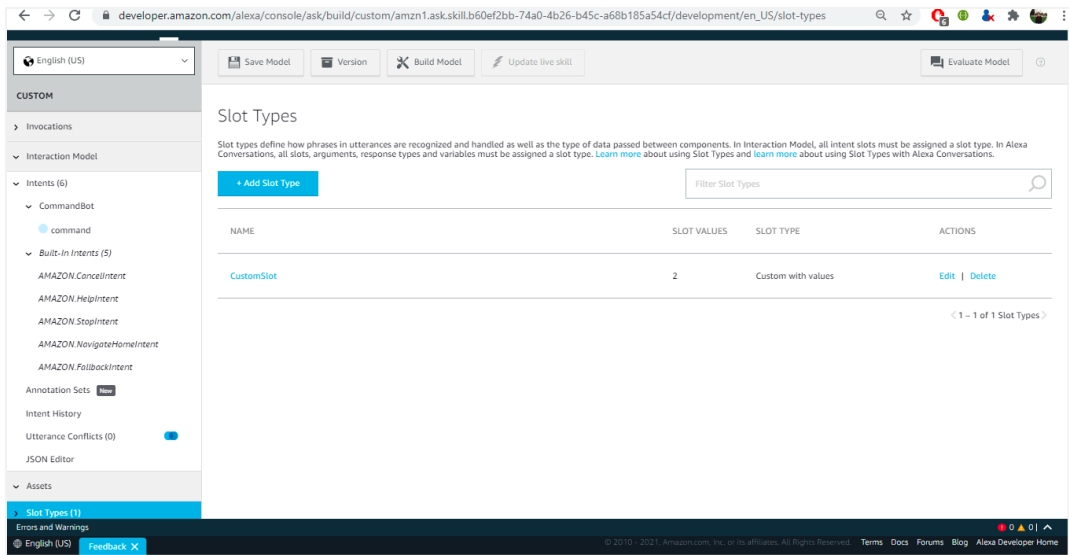 developer.amazon.com/alexa/console/ask/build/custom/amzn1.ask.skill.b60ef2bb-74a0-4b26-b45c-a68b185a54cf/development/en_US/slot-types
6
English (US)
Save Model
Version
Build Model
Update live skill
Evaluate Model
CUSTOM
Invocations
Interaction Model
Intents (6)
CommandBot
command
Built-In Intents (5)
AMAZON.CancelIntent
AMAZON.HelpIntent
AMAZON.StopIntent
AMAZON.NavigateHomeIntent
AMAZON.FallbackIntent
Annotation Sets New
Intent History
Utterance Conflicts (0)
JSON Editor
Assets
Slot Types (1)
Slot Types
Slot types define how phrases in utterances are recognized and handled as well as the type of data passed between components. In Interaction Model, all intent slots must be assigned a slot type. In Alexa
Conversations, all slots, arguments, response types and variables must be assigned a slot type. Learn more about using Slot Types and learn more about using Slot Types with Alexa Conversations.
+ Add Slot Type
Filter Slot Types
NAME SLOT VALUES SLOT TYPE ACTIONS
CustomSlot 2 Custom with values Edit | Delete
1 – 1 of 1 Slot Types
Errors and Warnings
0 0
English (US)
Feedback X
© 2010 - 2021, Amazon.com, Inc. or its affiliates. All Rights Reserved. Terms Docs Forums Blog Alexa Developer Home